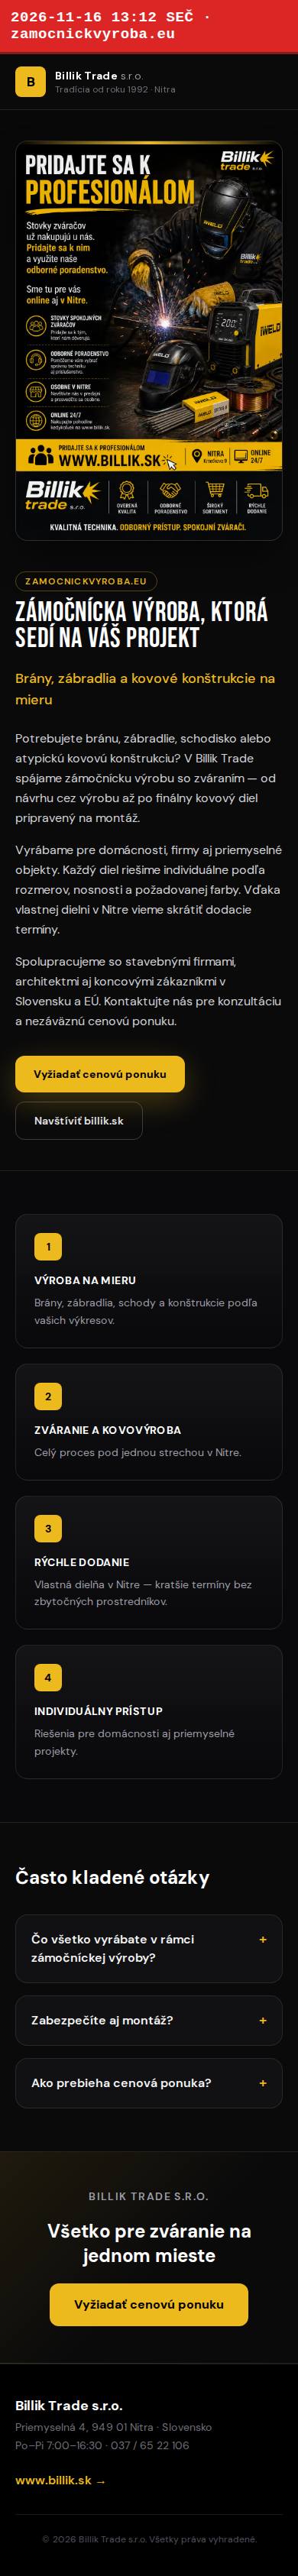 2026-11-16 13:12 SEČ ·
zamocnickvyroba.eu
B
Billik Trade s.r.o.
Tradícia od roku 1992 · Nitra
PRIDAJTE SA K
PROFESIONÁLOM
Billik
trade s.r.o.
Stovky zváračov
už nakupujú u nás.
Pridajte sa k nim
a využite naše
odborné poradenstvo.
Sme tu pre vás
online aj v Nitre.
STOVKY SPOKOJNÝCH
ZVÁRAČOV
ODBORNÉ PORADENSTVO
OSOBNE V NITRE
ONLINE 24/7
iWELD
200
PRIDAJTE SA K PROFESIONÁLOM
WWW.BILLIK.SK
NITRA
ONLINE
24/7
Billik
trade s.r.o.
OVERENÁ
KVALITA
ODBORNÉ
PORADENSTVO
ŠIROKÝ
SORTIMENT
RÝCHLE
DODANIE
KVALITNÁ TECHNIKA. ODBORNÝ PRÍSTUP. SPOKOJNÍ ZVÁRAČI.
ZAMOCNICKVYROBA.EU
ZÁMOČNÍCKA VÝROBA, KTORÁ
SEDÍ NA VÁŠ PROJEKT
Brány, zábradlia a kovové konštrukcie na
mieru
Potrebujete bránu, zábradlie, schodisko alebo
atypickú kovovú konštrukciu? V Billik Trade
spájame zámočnícku výrobu so zváraním — od
návrhu cez výrobu až po finálny kovový diel
pripravený na montáž.
Vyrábame pre domácnosti, firmy aj priemyselné
objekty. Každý diel riešime individuálne podľa
rozmerov, nosnosti a požadovanej farby. Vďaka
vlastnej dielni v Nitre vieme skrátiť dodacie
termíny.
Spolupracujeme so stavebnými firmami,
architektmi aj koncovými zákazníkmi v
Slovensku a EÚ. Kontaktujte nás pre konzultáciu
a nezáväznú cenovú ponuku.
Vyžiadať cenovú ponuku
Navštíviť billik.sk
1
VÝROBA NA MIERU
Brány, zábradlia, schody a konštrukcie podľa
vašich výkresov.
2
ZVÁRANIE A KOVOVÝROBA
Celý proces pod jednou strechou v Nitre.
3
RÝCHLE DODANIE
Vlastná dielňa v Nitre — kratšie termíny bez
zbytočných prostredníkov.
4
INDIVIDUÁLNY PRÍSTUP
Riešenia pre domácnosti aj priemyselné
projekty.
Často kladené otázky
Čo všetko vyrábate v rámci
zámočníckej výroby?
+
Zabezpečíte aj montáž?
+
Ako prebieha cenová ponuka?
+
BILLIK TRADE S.R.O.
Všetko pre zváranie na
jednom mieste
Vyžiadať cenovú ponuku
Billik Trade s.r.o.
Priemyselná 4, 949 01 Nitra · Slovensko
Po–Pi 7:00–16:30 · 037 / 65 22 106
www.billik.sk →
© 2026 Billik Trade s.r.o. Všetky práva vyhradené.